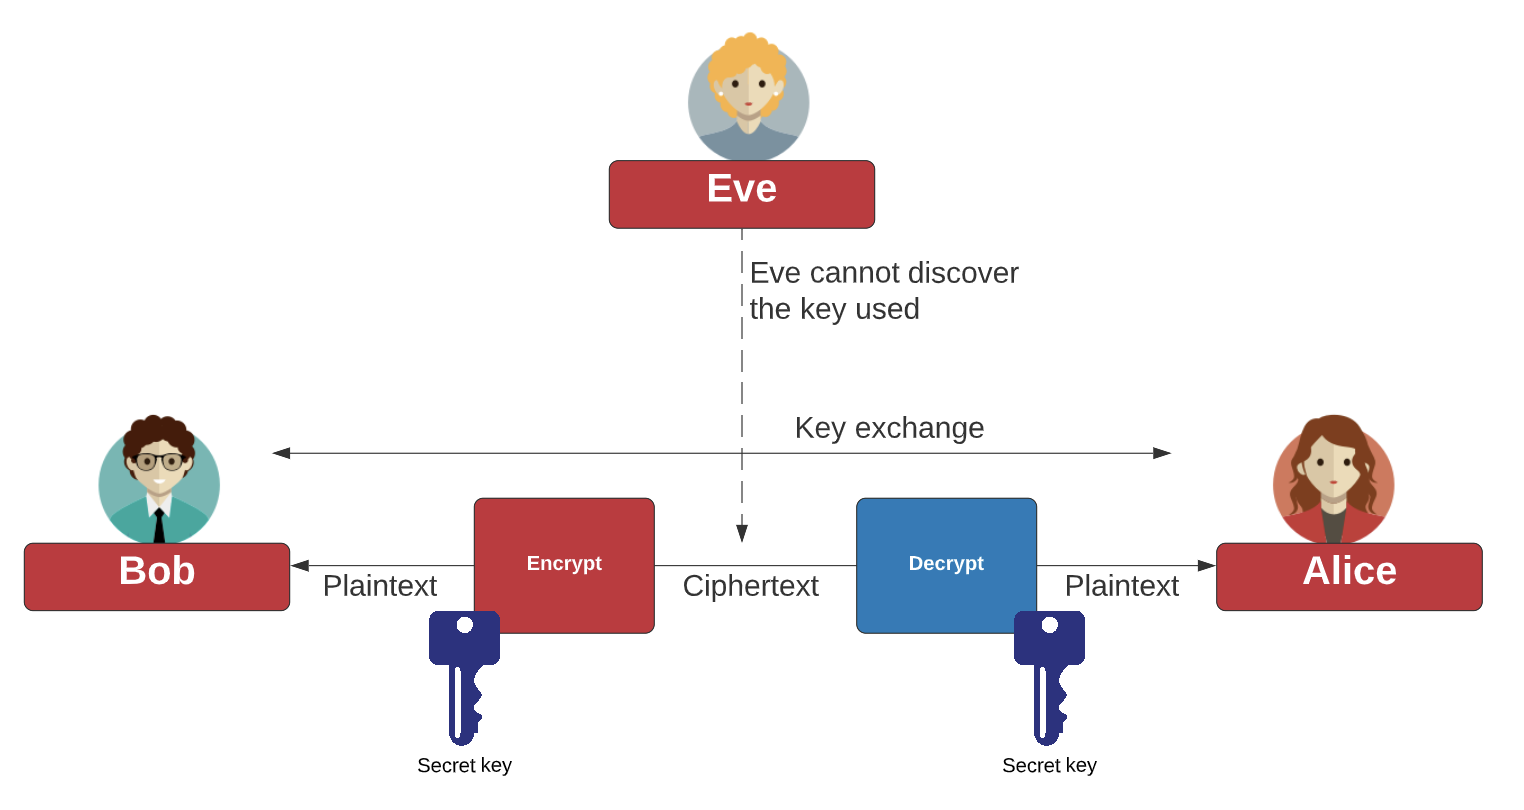 Eve
Eve cannot discover
the key used
Key exchange
Bob
Plaintext
Encrypt
Ciphertext
Decrypt
Plaintext
Alice
Secret key
Secret key